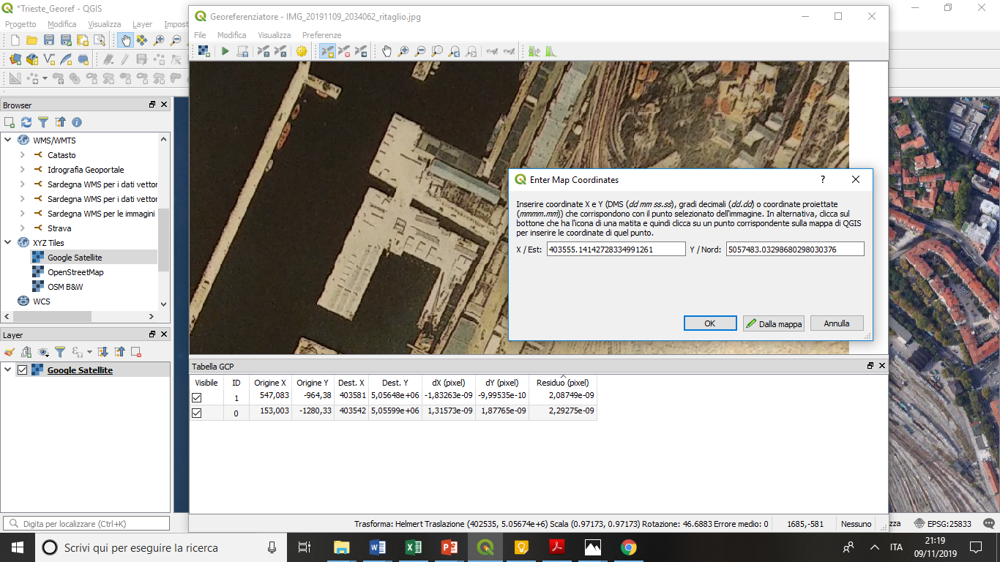 *Trieste_Georef - QGIS
Progetto Modifica Visualizza Layer Impost
Georeferenziatore - IMG_20191109_2034062_ritaglio.jpg
File Modifica Visualizza Preferenze
Browser
WMS/WMTS
Catasto
Idrografia Geoportale
Sardegna WMS per i dati vettor
Sardegna WMS per i dati vettor
Sardegna WMS per le immagini
Strava
XYZ Tiles
Google Satellite
OpenStreetMap
OSM B&W
WCS
Layer
Google Satellite
Digita per localizzare (Ctrl+K)
Enter Map Coordinates
?
Inserire coordinate X e Y (DMS (dd mm ss.ss), gradi decimali (dd.dd) o coordinate proiettate
(mmmm.mm)) che corrispondono con il punto selezionato dell'immagine. In alternativa, clicca sul
bottone che ha l'icona di una matita e quindi clicca su un punto corrispondente sulla mappa di QGIS
per inserire le coordinate di quel punto.
X / Est: 403555.14142728334991261 Y / Nord: 5057483.03298680298030376
OK Dalla mappa Annulla
Tabella GCP
Visibile ID Origine X Origine Y Dest. X Dest. Y dX (pixel) dY (pixel) Residuo (pixel)
1 547,083 -964,38 403581 5,05648e+06 -1,83263e-09 -9,99535e-10 2,08749e-09
0 153,003 -1280,33 403542 5,05599e+06 1,31573e-09 1,87765e-09 2,29275e-09
Trasforma: Helmert Traslazione (402535, 5.05674e+6) Scala (0.97173, 0.97173) Rotazione: 46.6883 Errore medio: 0 1685,-581 Nessuno
zza EPSG:25833
Scrivi qui per eseguire la ricerca
ITA
21:19
09/11/2019